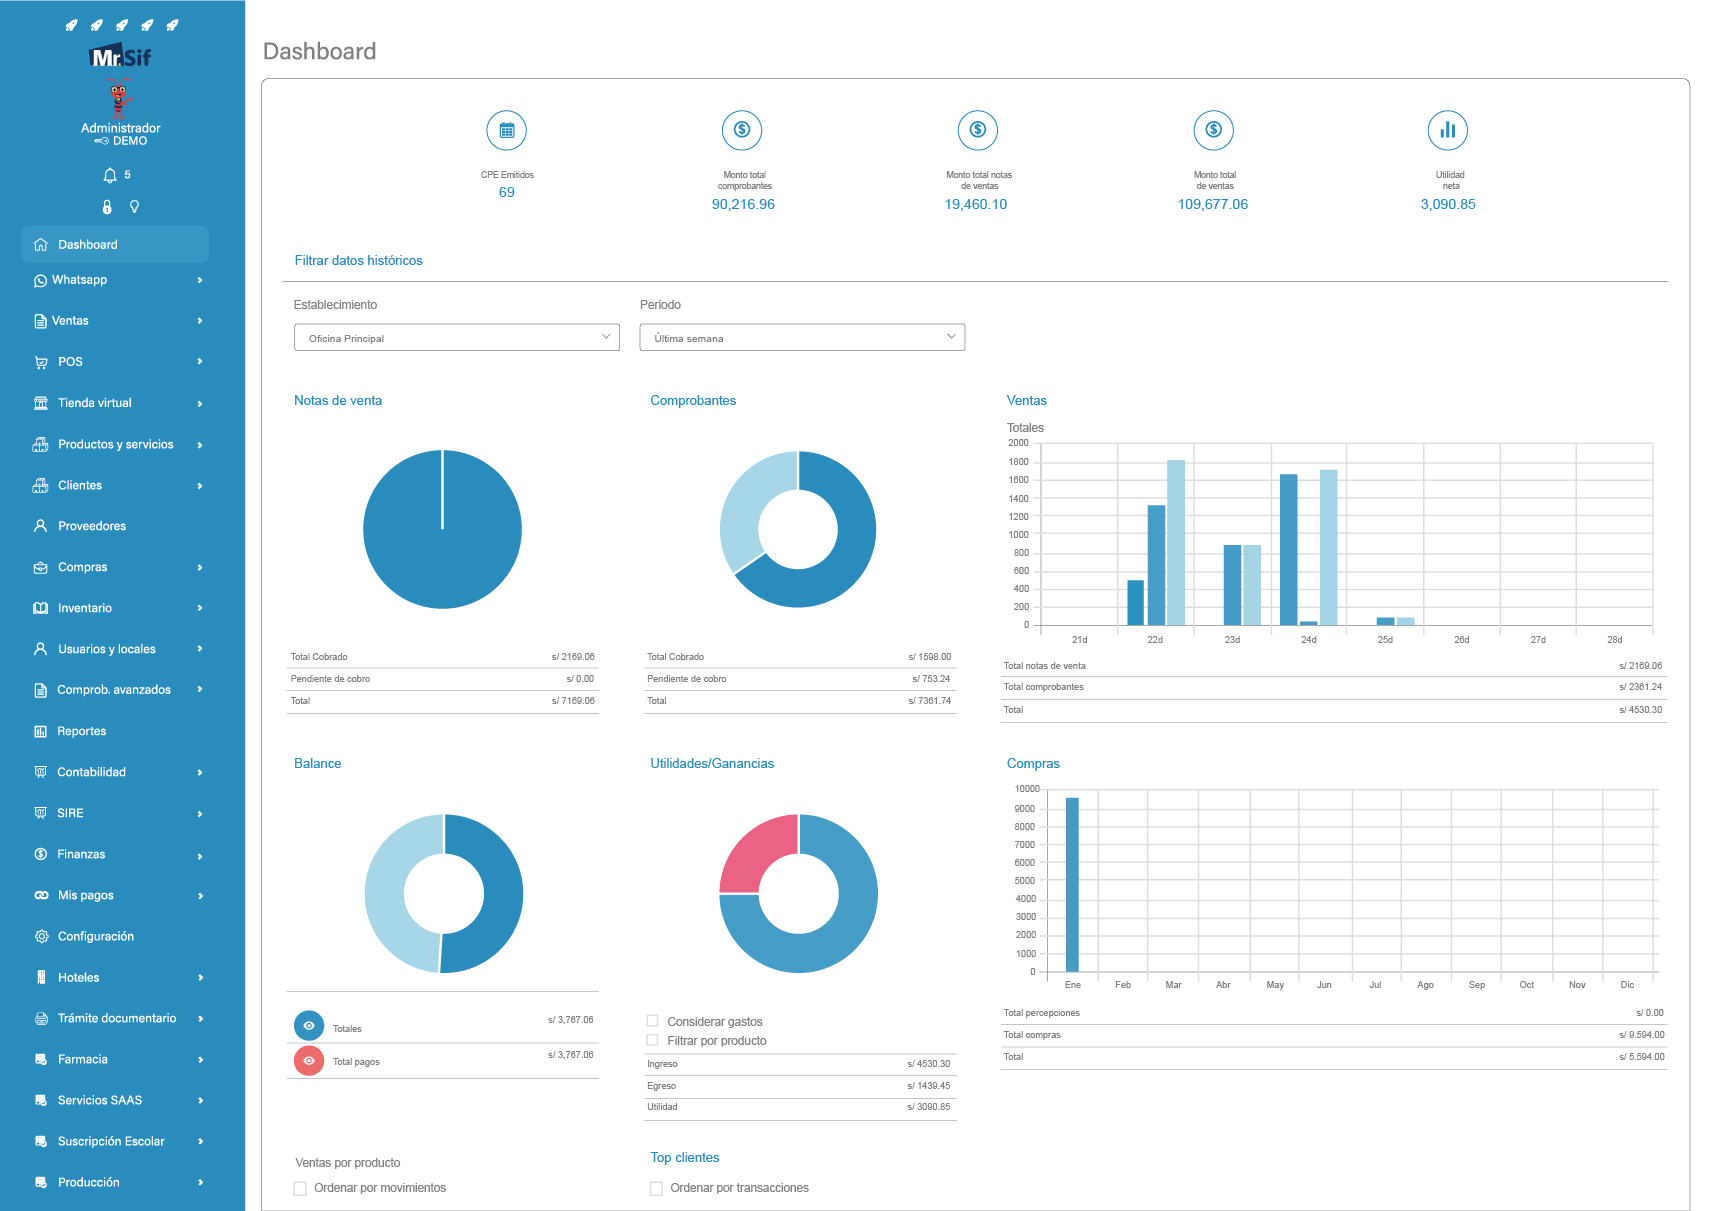 Mr.Sif
Administrador
DEMO
5
Dashboard
Whatsapp
Ventas
POS
Tienda virtual
Productos y servicios
Clientes
Proveedores
Compras
Inventario
Usuarios y locales
Comprob. avanzados
Reportes
Contabilidad
SIRE
Finanzas
Mis pagos
Configuración
Hoteles
Trámite documentario
Farmacia
Servicios SAAS
Suscripción Escolar
Producción
Dashboard
CPE Emitidos
69
Monto total
comprobantes
90,216.96
Monto total notas
de ventas
19,460.10
Monto total
de ventas
109,677.06
Utilidad
neta
3,090.85
Filtrar datos históricos
Establecimiento
Oficina Principal
Periodo
Última semana
Notas de venta
Total Cobrado s/ 2169.06
Pendiente de cobro s/ 0.00
Total s/ 7169.06
Comprobantes
Total Cobrado s/ 1598.00
Pendiente de cobro s/ 753.24
Total s/ 7361.74
Ventas
Totales
2000
1800
1600
1400
1200
1000
800
600
400
200
0
21d 22d 23d 24d 25d 26d 27d 28d
Total notas de venta s/ 2169.06
Total comprobantes s/ 2361.24
Total s/ 4530.30
Balance
Totales s/ 3,767.06
Total pagos s/ 3,767.06
Utilidades/Ganancias
Considerar gastos
Filtrar por producto
Ingreso s/ 4530.30
Egreso s/ 1439.45
Utilidad s/ 3090.85
Compras
10000
9000
8000
7000
6000
5000
4000
3000
2000
1000
0
Ene Feb Mar Abr May Jun Jul Ago Sep Oct Nov Dic
Total percepciones s/ 0.00
Total compras s/ 9.594.00
Total s/ 5.594.00
Ventas por producto
Ordenar por movimientos
Top clientes
Ordenar por transacciones